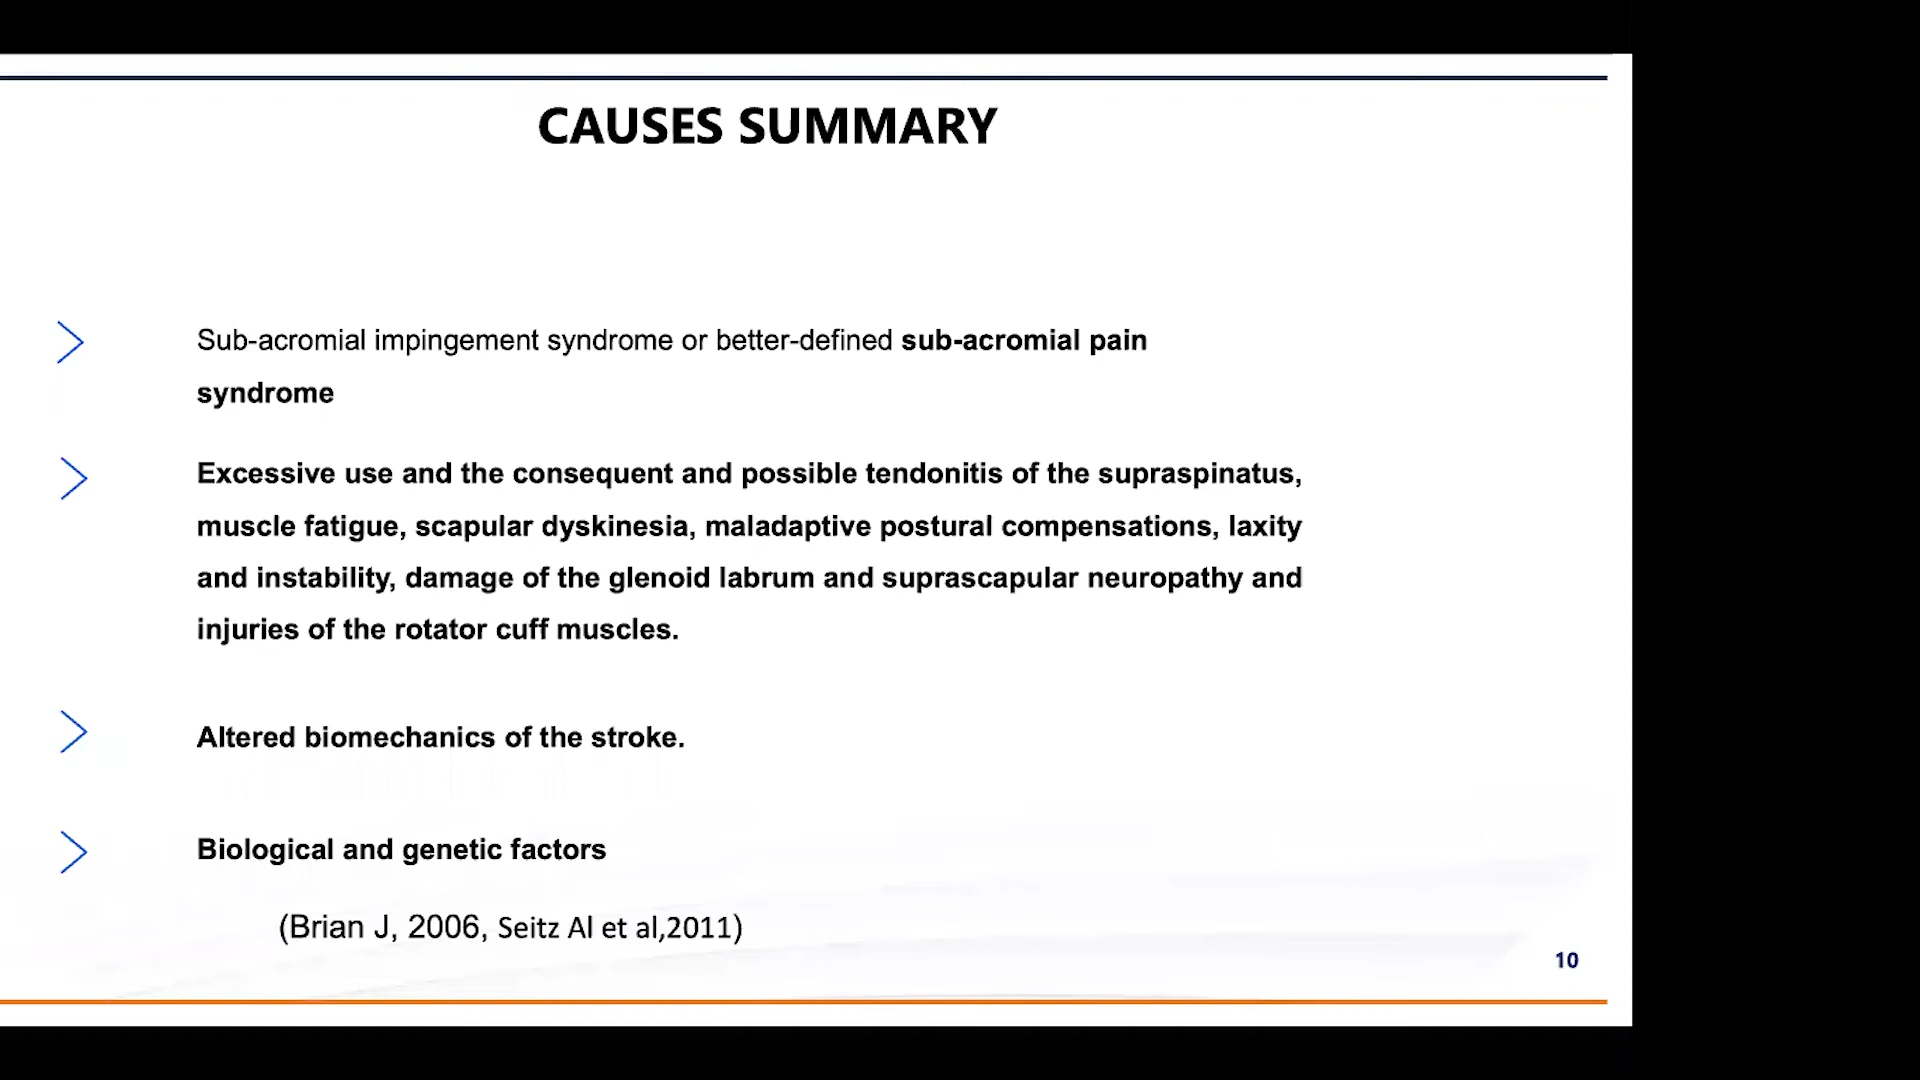 CAUSES SUMMARY
Sub-acromial impingement syndrome or better-defined sub-acromial pain
syndrome
Excessive use and the consequent and possible tendonitis of the supraspinatus,
muscle fatigue, scapular dyskinesia, maladaptive postural compensations, laxity
and instability, damage of the glenoid labrum and suprascapular neuropathy and
injuries of the rotator cuff muscles.
Altered biomechanics of the stroke.
Biological and genetic factors
(Brian J, 2006, Seitz Al et al,2011)
10